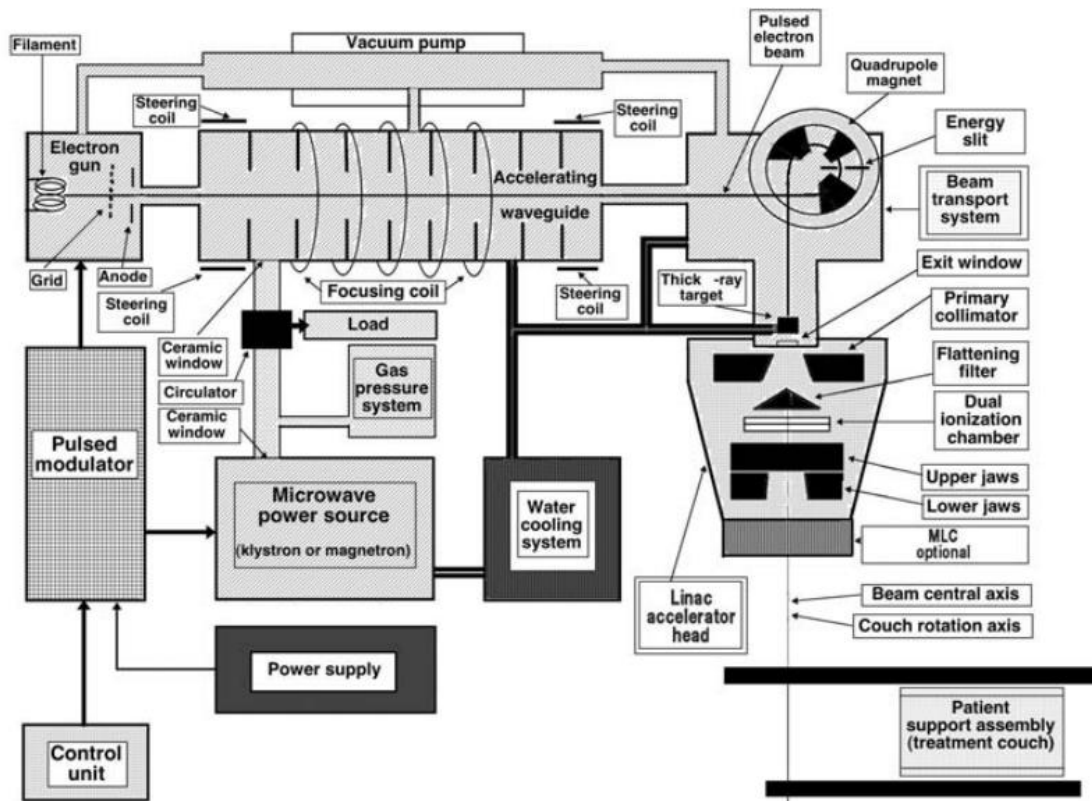 Vacuum pump
Pulsed
electron
beam
Filament
Quadrupole
magnet
Steering
coil
Steering
coil
Energy
slit
Electron
gun
Accelerating
waveguide
Beam
transport
system
Grid
Anode
Steering
coil
Focusing coil
Steering
coil
Thick -ray
target
Exit window
Primary
collimator
Load
Ceramic
window
Circulator
Ceramic
window
Gas
pressure
system
Flattening
filter
Dual
ionization
chamber
Pulsed
modulator
Microwave
power source
(klystron or magnetron)
Water
cooling
system
Upper jaws
Lower jaws
MLC
optional
Linac
accelerator
head
Beam central axis
Couch rotation axis
Power supply
Patient
support assembly
(treatment couch)
Control
unit